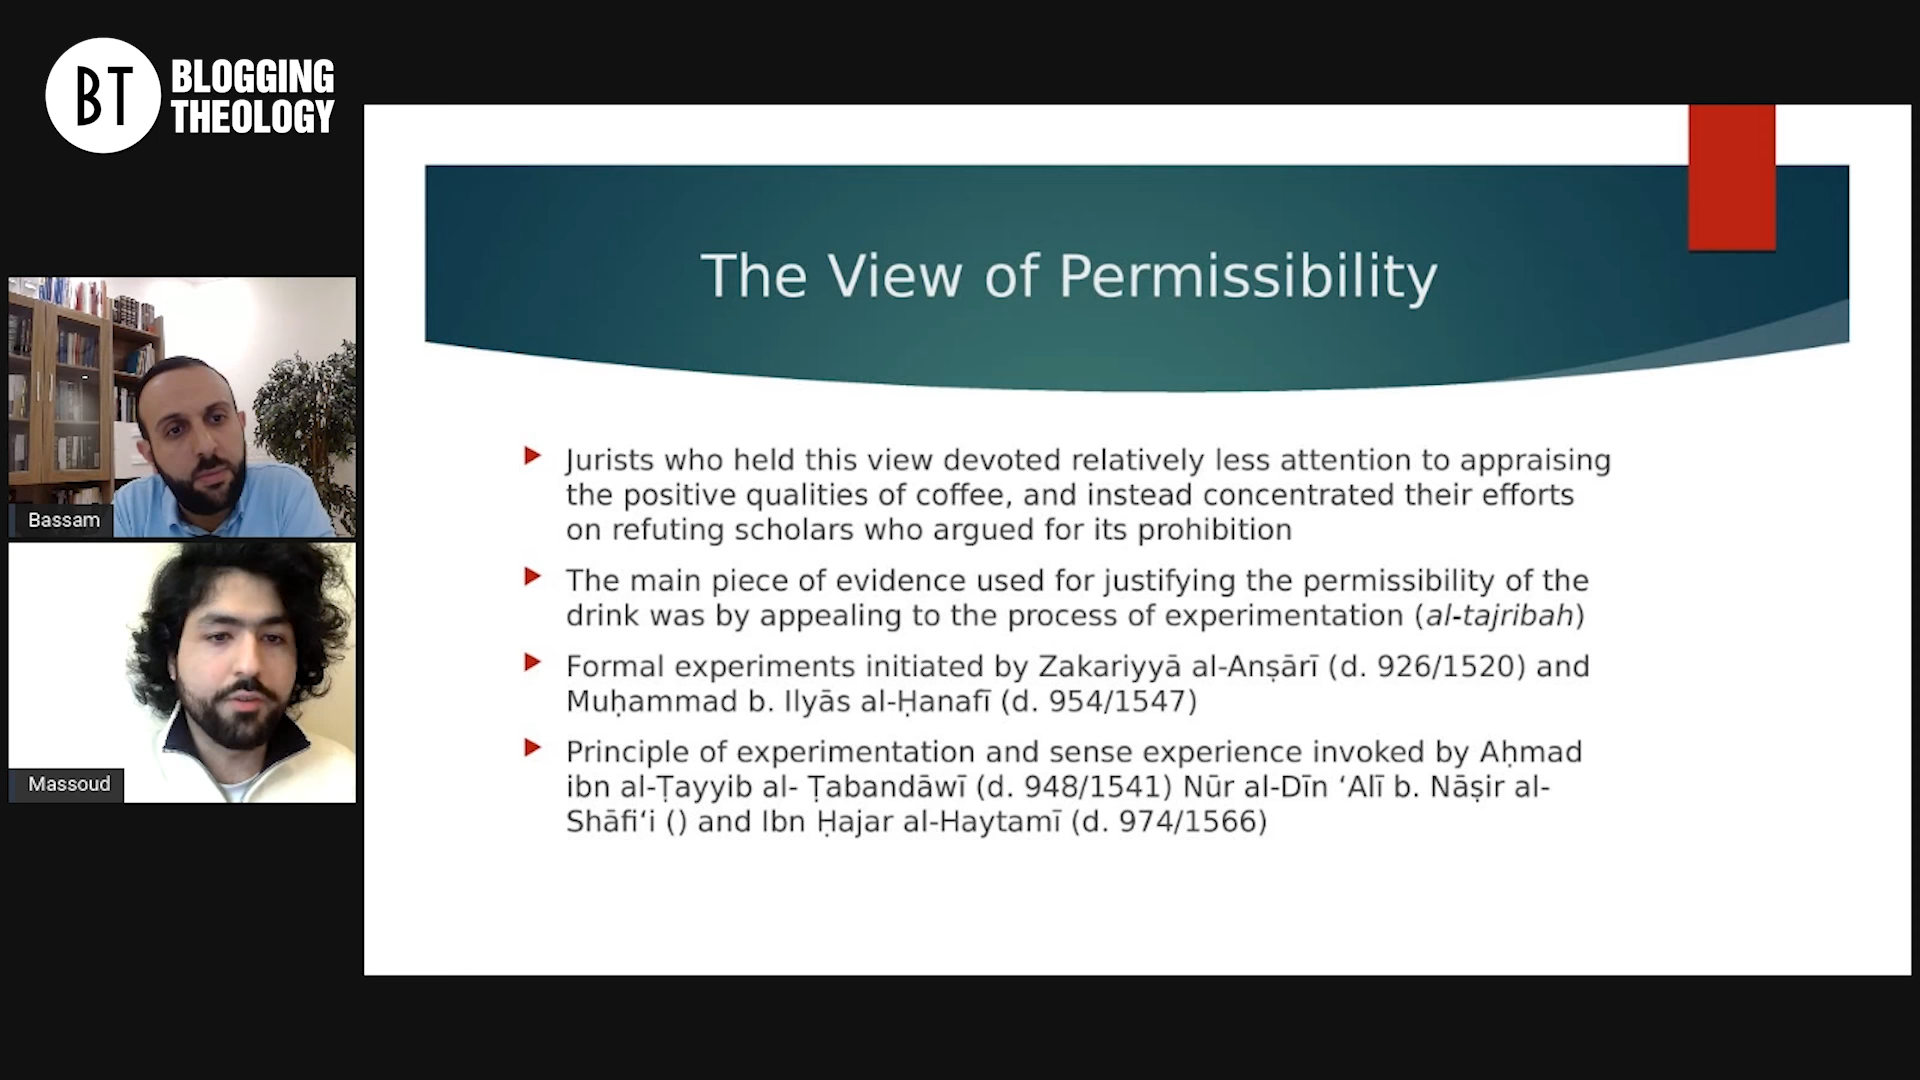 BT
BLOGGING
THEOLOGY
The View of Permissibility
Jurists who held this view devoted relatively less attention to appraising
the positive qualities of coffee, and instead concentrated their efforts
on refuting scholars who argued for its prohibition
The main piece of evidence used for justifying the permissibility of the
drink was by appealing to the process of experimentation (al-tajribah)
Formal experiments initiated by Zakariyyā al-Anṣārī (d. 926/1520) and
Muḥammad b. Ilyās al-Ḥanafī (d. 954/1547)
Principle of experimentation and sense experience invoked by Aḥmad
ibn al-Ṭayyib al- Ṭabandāwī (d. 948/1541) Nūr al-Dīn ‘Alī b. Nāṣir al-
Shāfi‘i () and Ibn Ḥajar al-Haytamī (d. 974/1566)
Bassam
Massoud